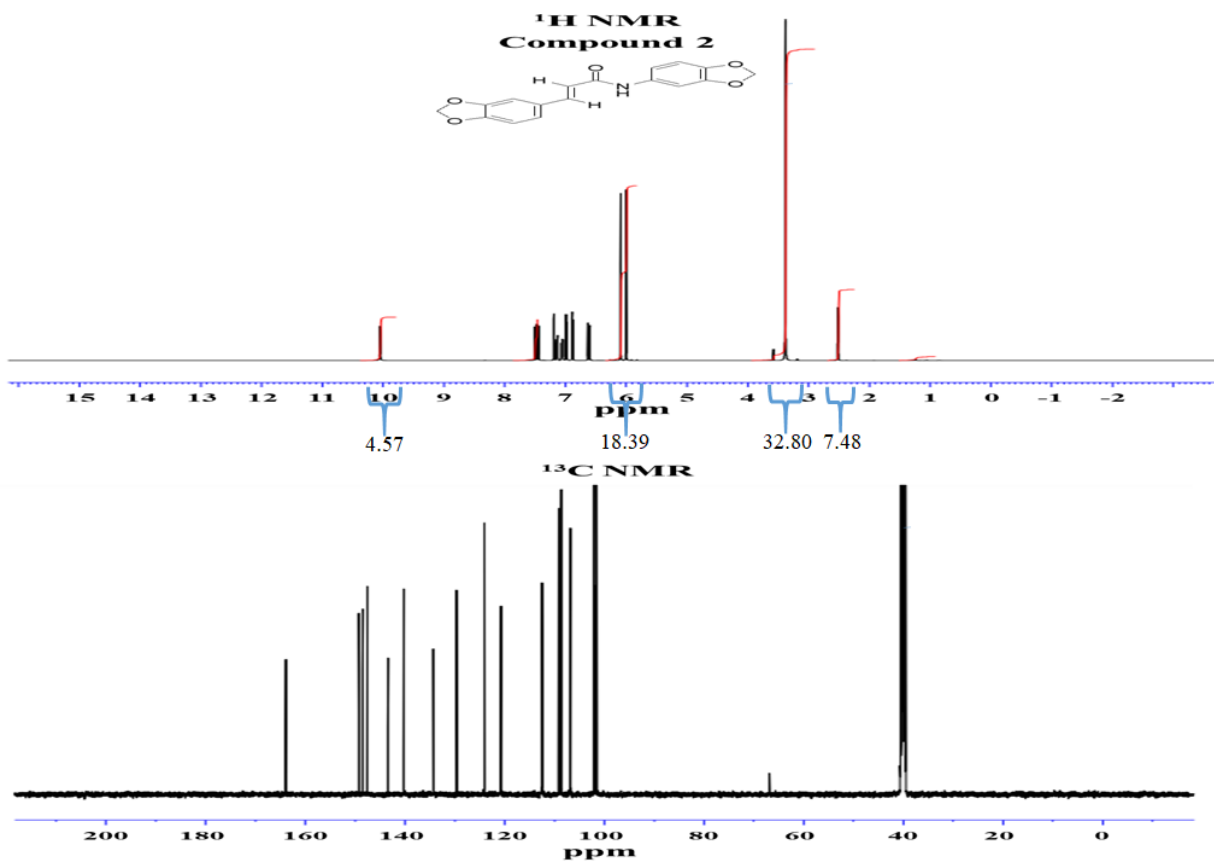 ¹H NMR
Compound 2
O
H
N
H
H
O
O
O
O
15 14 13 12 11 10 9 8 7 6 5 4 3 2 1 0 -1 -2
ppm
4.57 18.39 32.80 7.48
¹³C NMR
200 180 160 140 120 100 80 60 40 20 0
ppm